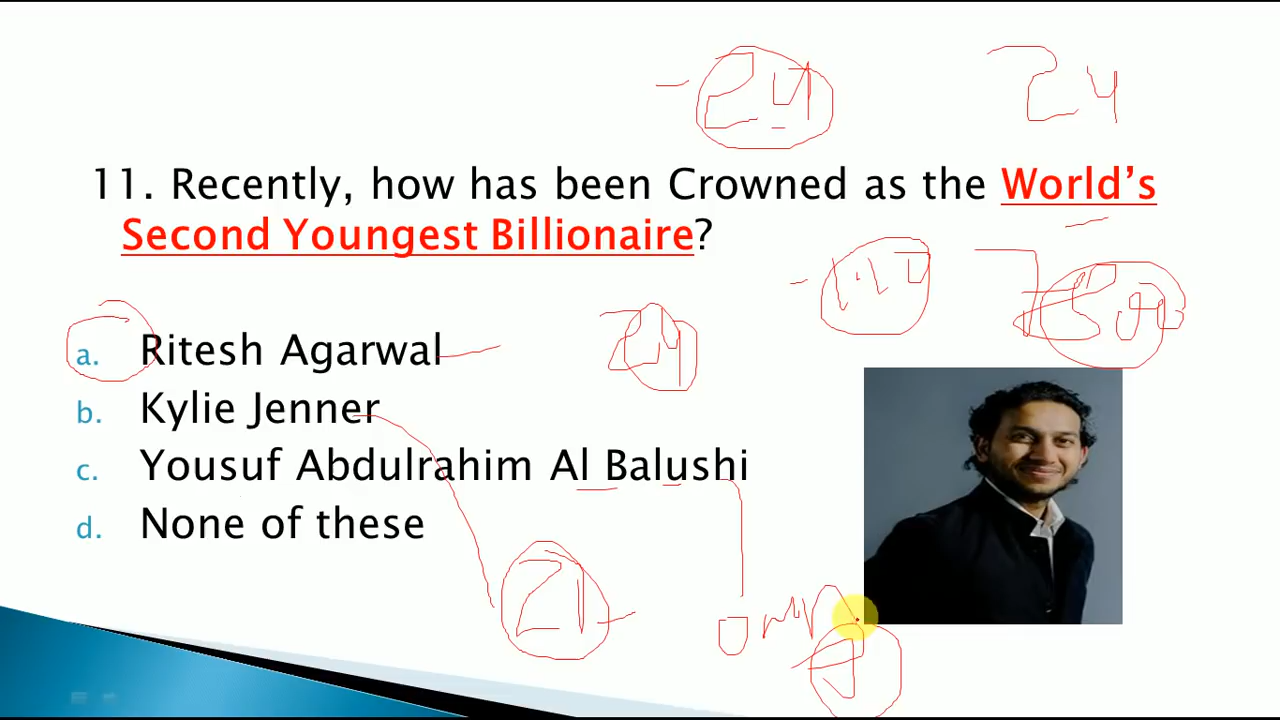 24 24
11. Recently, how has been Crowned as the World's
Second Youngest Billionaire?
a. Ritesh Agarwal
24
b. Kylie Jenner
c. Yousuf Abdulrahim Al Balushi
d. None of these
21